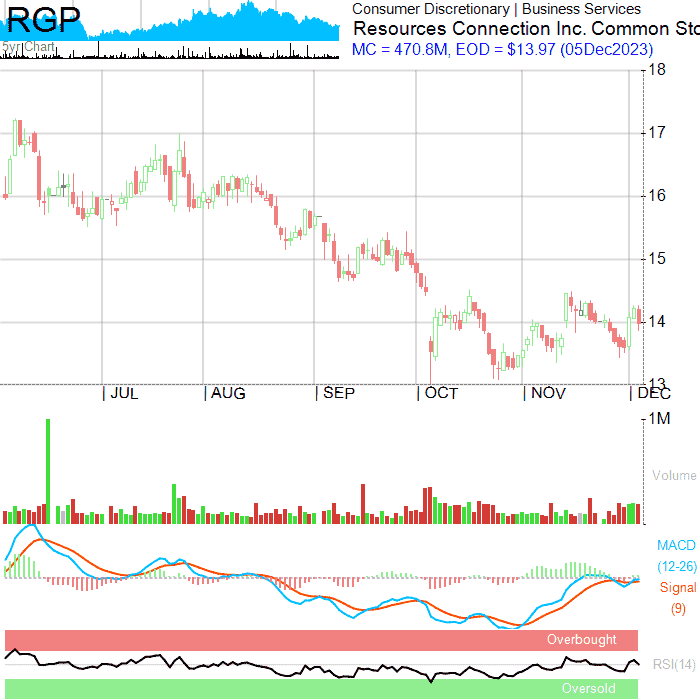 RGP
5yr Chart
Consumer Discretionary | Business Services
Resources Connection Inc. Common Sto
MC = 470.8M, EOD = $13.97 (05Dec2023)
18
17
16
15
14
13
JUL AUG SEP OCT NOV DEC
1M
Volume
MACD
(12-26)
Signal
(9)
Overbought
RSI(14)
Oversold